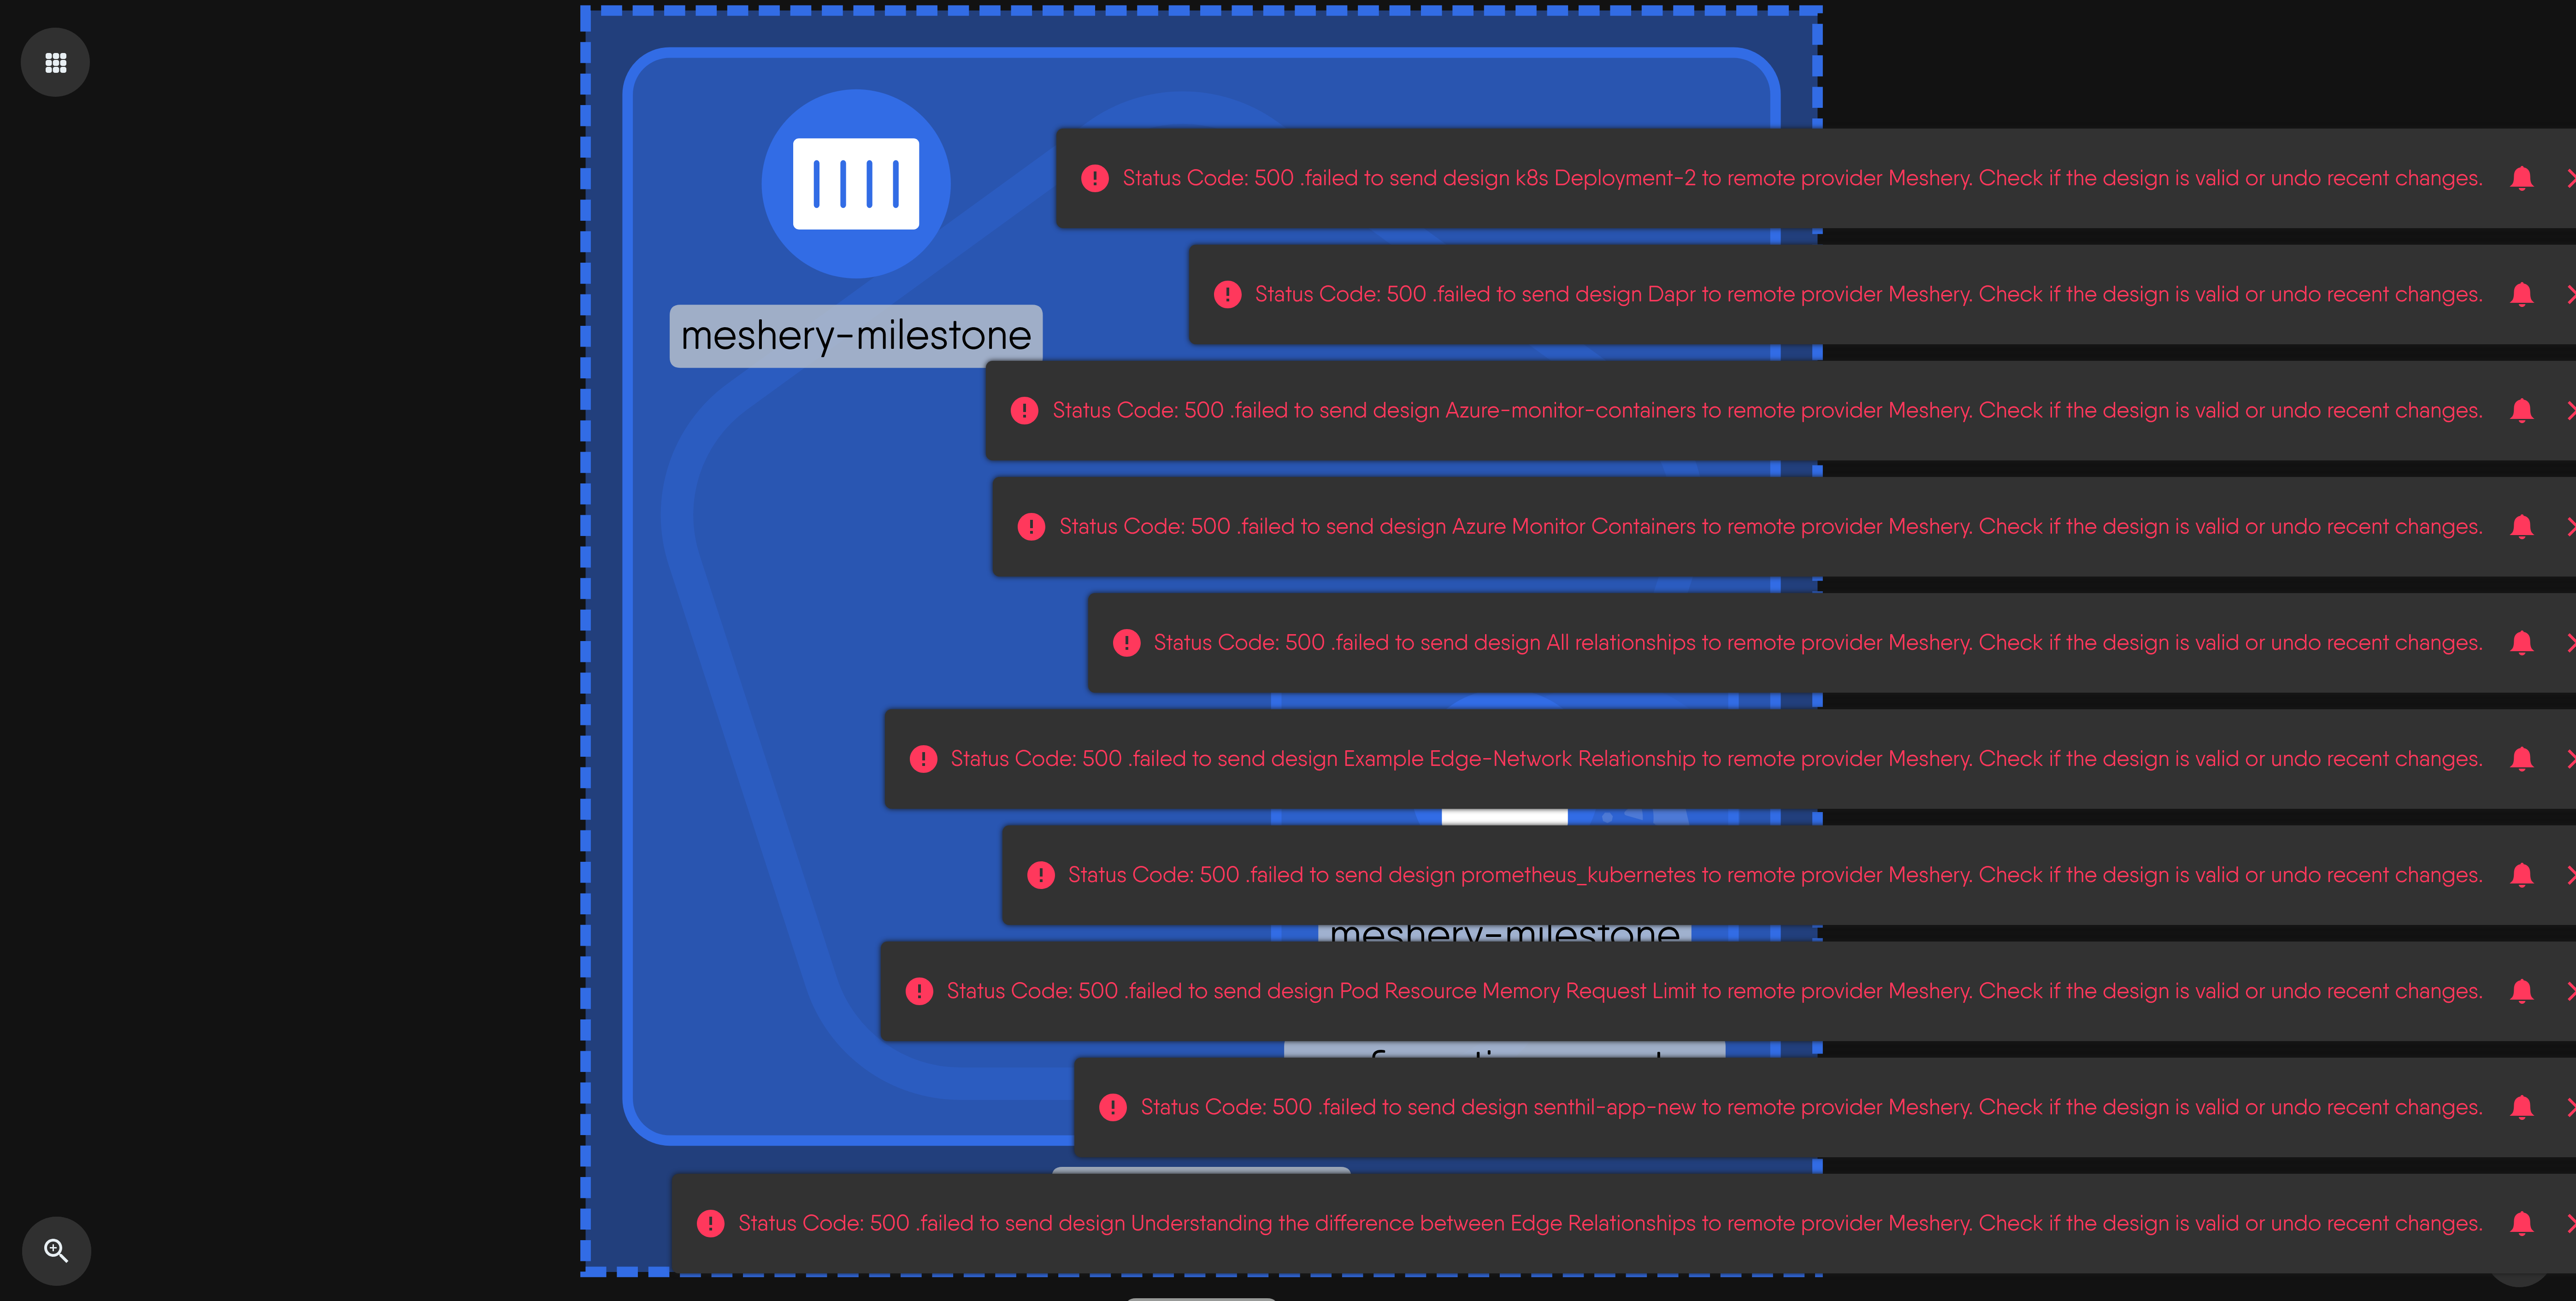 Status Code: 500 .failed to send design k8s Deployment-2 to remote provider Meshery. Check if the design is valid or undo recent changes.
Status Code: 500 .failed to send design Dapr to remote provider Meshery. Check if the design is valid or undo recent changes.
meshery-milestone
Status Code: 500 .failed to send design Azure-monitor-containers to remote provider Meshery. Check if the design is valid or undo recent changes.
Status Code: 500 .failed to send design Azure Monitor Containers to remote provider Meshery. Check if the design is valid or undo recent changes.
Status Code: 500 .failed to send design All relationships to remote provider Meshery. Check if the design is valid or undo recent changes.
Status Code: 500 .failed to send design Example Edge-Network Relationship to remote provider Meshery. Check if the design is valid or undo recent changes.
Status Code: 500 .failed to send design prometheus_kubernetes to remote provider Meshery. Check if the design is valid or undo recent changes.
meshery-milestone
Status Code: 500 .failed to send design Pod Resource Memory Request Limit to remote provider Meshery. Check if the design is valid or undo recent changes.
Status Code: 500 .failed to send design senthil-app-new to remote provider Meshery. Check if the design is valid or undo recent changes.
Status Code: 500 .failed to send design Understanding the difference between Edge Relationships to remote provider Meshery. Check if the design is valid or undo recent changes.